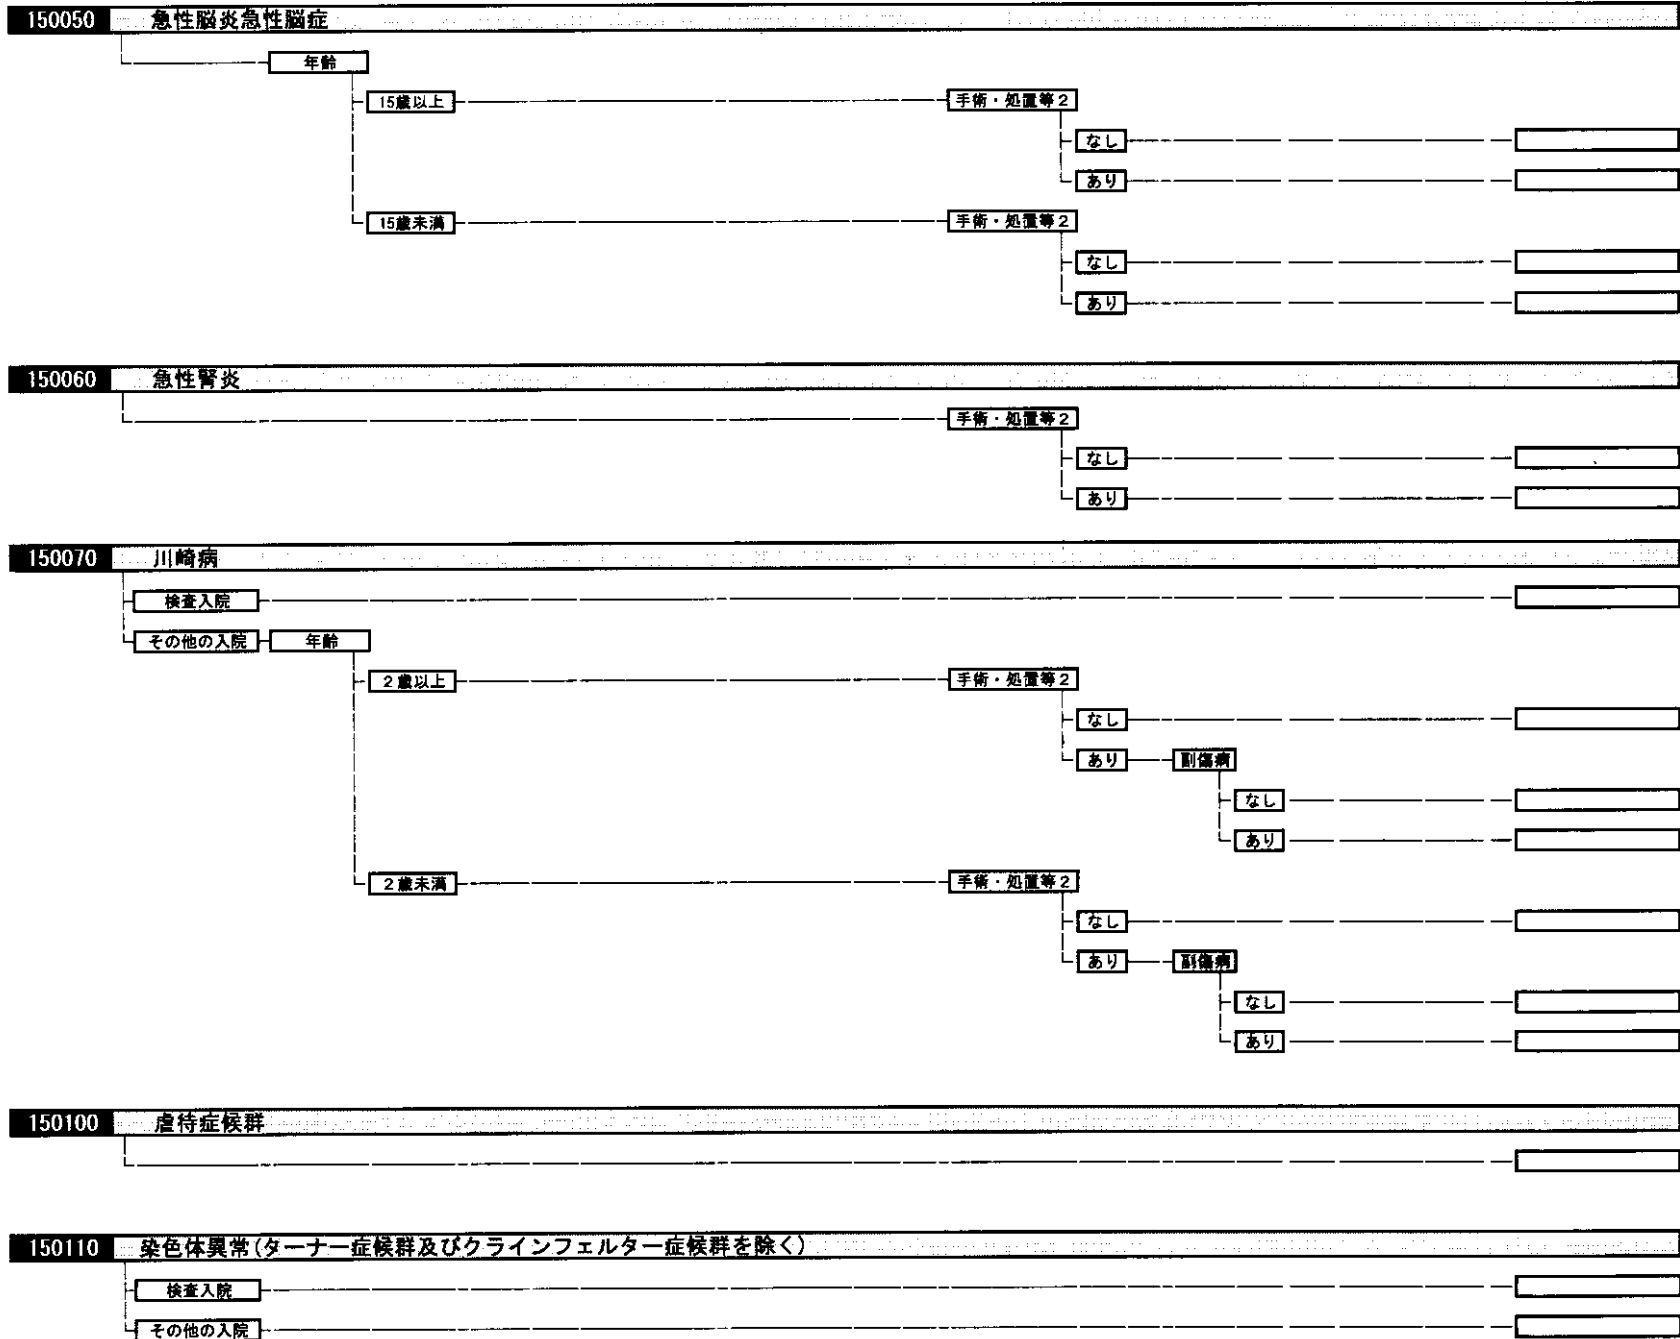 150050 急性脳炎急性脳症
年齢
15歳以上 手術・処置等2
なし
あり
15歳未満 手術・処置等2
なし
あり
150060 急性腎炎
手術・処置等2
なし
あり
150070 川崎病
検査入院
その他の入院 年齢
2歳以上 手術・処置等2
なし
あり 副傷病
なし
あり
2歳未満 手術・処置等2
なし
あり 副傷病
なし
あり
150100 虐待症候群
150110 染色体異常(ターナー症候群及びクラインフェルター症候群を除く)
検査入院
その他の入院